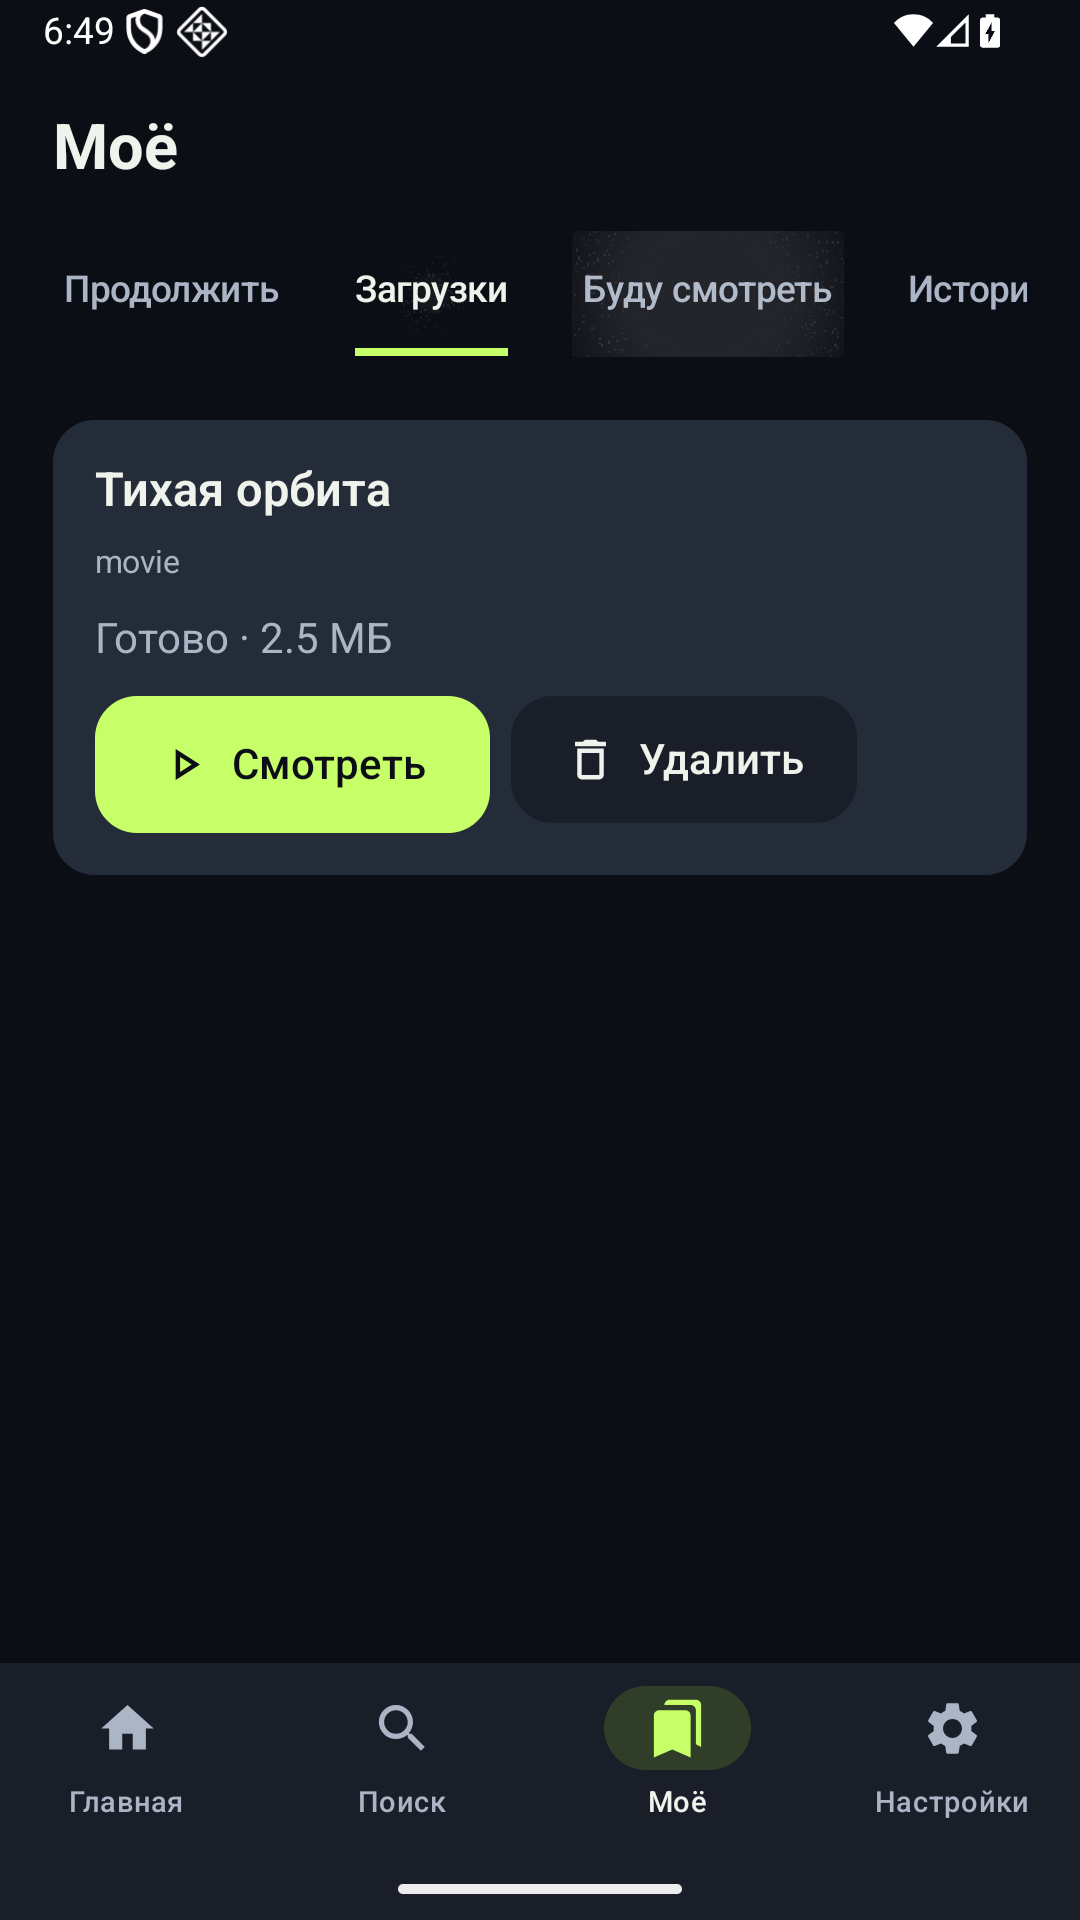 6:49
Моё
Продолжить Загрузки Буду смотреть Истори
Тихая орбита
movie
Готово · 2.5 МБ
Смотреть Удалить
Главная Поиск Моё Настройки